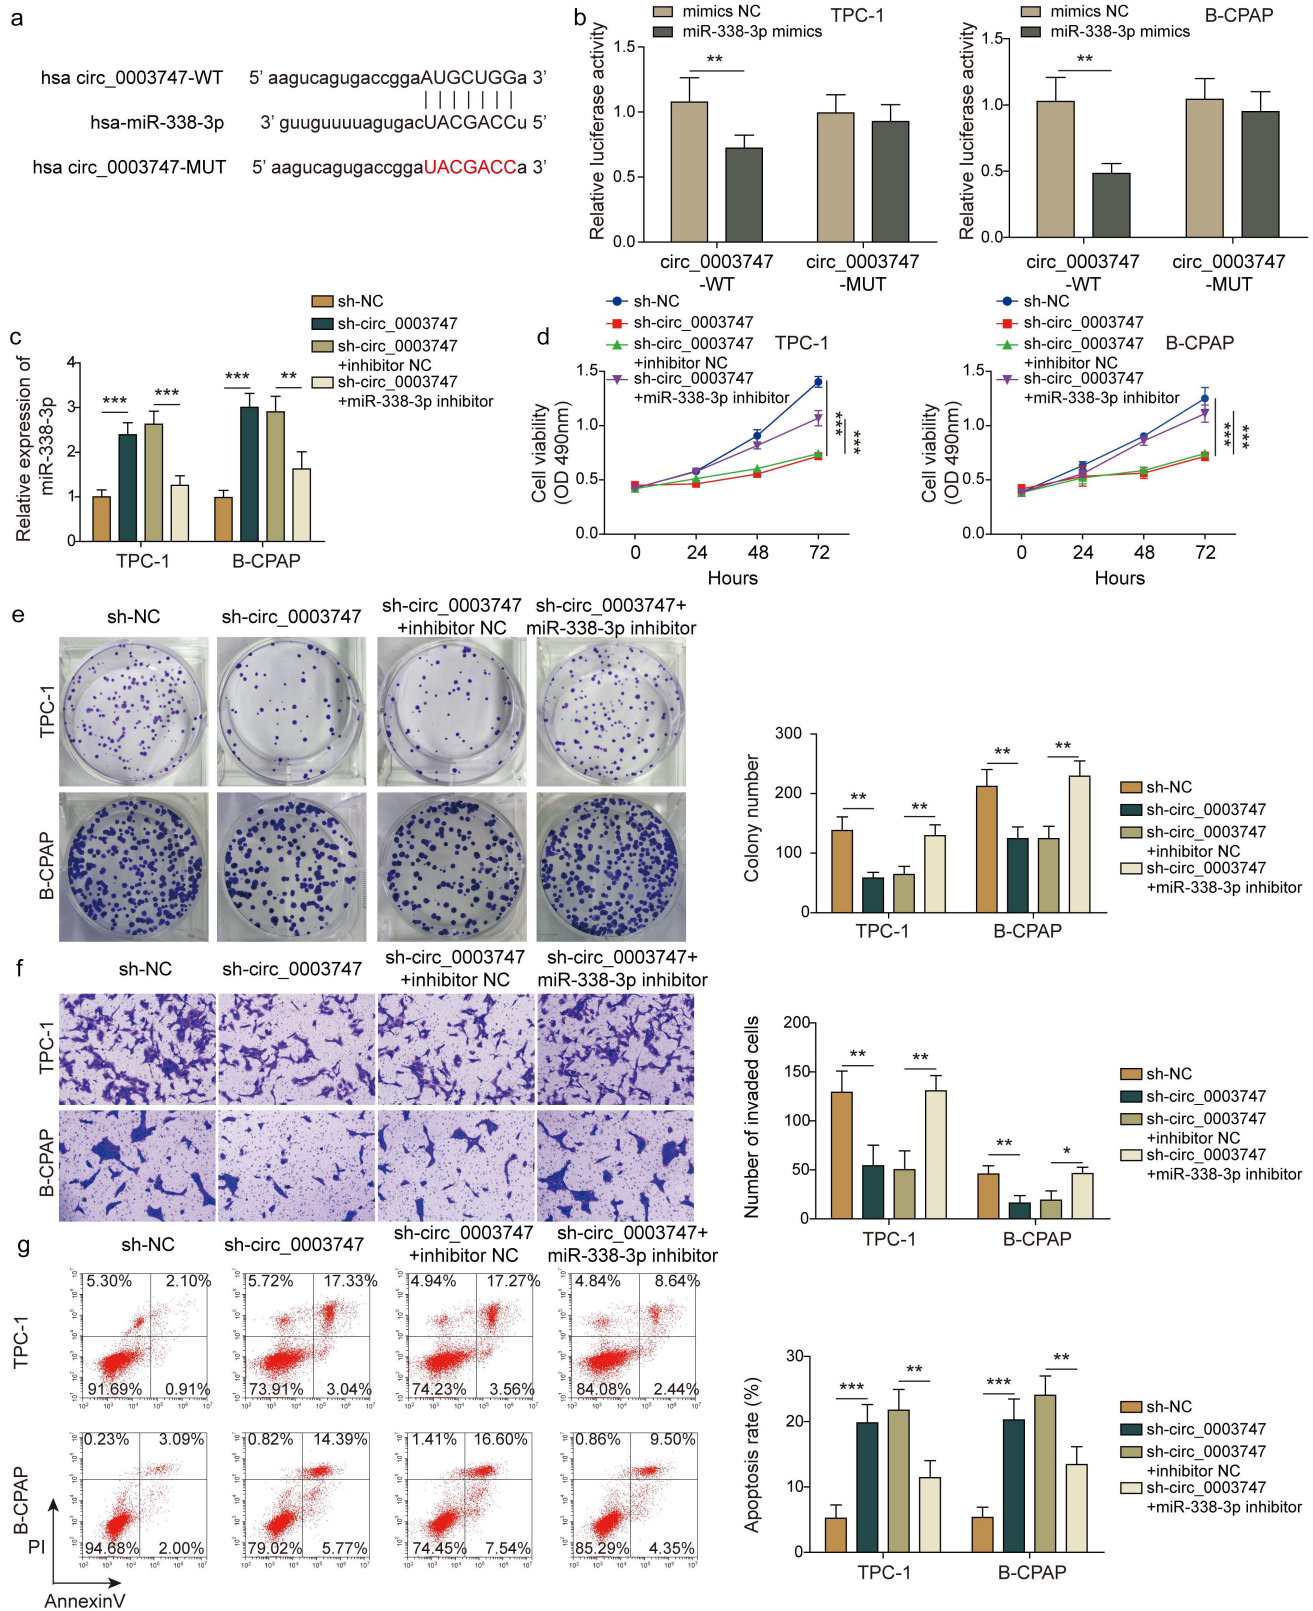 a
hsa circ_0003747-WT 5’ aagucagugaccggaAUGCUGGa 3’
hsa-miR-338-3p 3’ guuguuuuagugacUACGACCu 5’
hsa circ_0003747-MUT 5’ aagucagugaccggaUACGACCa 3’
b
mimics NC
miR-338-3p mimics
TPC-1
Relative luciferase activity
1.5
1.0
0.5
0.0
**
circ_0003747
-WT
circ_0003747
-MUT
mimics NC
miR-338-3p mimics
B-CPAP
Relative luciferase activity
1.5
1.0
0.5
0.0
**
circ_0003747
-WT
circ_0003747
-MUT
c
sh-NC
sh-circ_0003747
sh-circ_0003747
+inhibitor NC
sh-circ_0003747
+miR-338-3p inhibitor
Relative expression of
miR-338-3p
4
3
2
1
0
*** *** *** **
TPC-1 B-CPAP
d
sh-NC
sh-circ_0003747
sh-circ_0003747
+inhibitor NC
sh-circ_0003747
+miR-338-3p inhibitor
TPC-1
Cell viability
(OD 490nm)
1.5
1.0
0.5
0.0
***
***
0 24 48 72
Hours
sh-NC
sh-circ_0003747
sh-circ_0003747
+inhibitor NC
sh-circ_0003747
+miR-338-3p inhibitor
B-CPAP
Cell viability
(OD 490nm)
1.5
1.0
0.5
0.0
***
***
0 24 48 72
Hours
e
sh-NC sh-circ_0003747 sh-circ_0003747
+inhibitor NC
sh-circ_0003747+
miR-338-3p inhibitor
TPC-1
B-CPAP
Colony number
300
200
100
0
** ** ** **
TPC-1 B-CPAP
sh-NC
sh-circ_0003747
sh-circ_0003747
+inhibitor NC
sh-circ_0003747
+miR-338-3p inhibitor
f
sh-NC sh-circ_0003747 sh-circ_0003747
+inhibitor NC
sh-circ_0003747+
miR-338-3p inhibitor
TPC-1
B-CPAP
Number of invaded cells
200
150
100
50
0
** ** ** *
TPC-1 B-CPAP
sh-NC
sh-circ_0003747
sh-circ_0003747
+inhibitor NC
sh-circ_0003747
+miR-338-3p inhibitor
g
sh-NC sh-circ_0003747 sh-circ_0003747
+inhibitor NC
sh-circ_0003747+
miR-338-3p inhibitor
TPC-1
5.30% 2.10% 5.72% 17.33% 4.94% 17.27% 4.84% 8.64%
91.69% 0.91% 73.91% 3.04% 74.23% 3.56% 84.08% 2.44%
B-CPAP
0.23% 3.09% 0.82% 14.39% 1.41% 16.60% 0.86% 9.50%
94.68% 2.00% 79.02% 5.77% 74.45% 7.54% 85.29% 4.35%
PI
AnnexinV
Apoptosis rate (%)
30
20
10
0
*** ** *** **
TPC-1 B-CPAP
sh-NC
sh-circ_0003747
sh-circ_0003747
+inhibitor NC
sh-circ_0003747
+miR-338-3p inhibitor